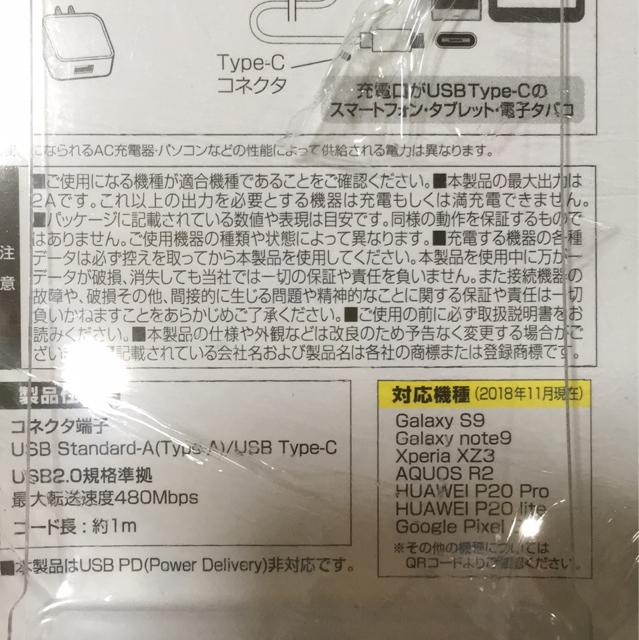 Type-C
コネクタ
充電口がUSB Type-Cの
スマートフォン・タブレット・電子タバコ
になられるAC充電器・パソコンなどの性能によって供給される電力は異なります。
注
意
■ご使用になる機種が適合機種であることをご確認ください。■本製品の最大出力は
2Aです。これ以上の出力を必要とする機器は充電もしくは満充電できません。
■パッケージに記載されている数値や表現は目安です。同様の動作を保証するもので
はありません。ご使用機器の種類や状態によって異なります。■充電する機器の各種
データは必ず控えを取ってから本製品を使用してください。本製品を使用中に万が一
データが破損、消失しても当社では一切の保証や責任を負いません。また接続機器の
故障や、破損その他、間接的に生じる問題や精神的なことに関する保証や責任は一切
負いかねますことをあらかじめご了承ください。■ご使用の前に必ず取扱説明書をお
読みください。■本製品の仕様や外観などは改良のため予告なく変更する場合がご
ざい 記載されている会社名および製品名は各社の商標または登録商標です。
製品仕
コネクタ端子
USB Standard-A(Type-A)/USB Type-C
USB2.0規格準拠
最大転送速度480Mbps
コード長：約1m
■本製品はUSB PD(Power Delivery)非対応です。
対応機種（2018年11月現在）
Galaxy S9
Galaxy note9
Xperia XZ3
AQUOS R2
HUAWEI P20 Pro
HUAWEI P20 lite
Google Pixel
※その他の機種については
QRコードよりご確認ください。